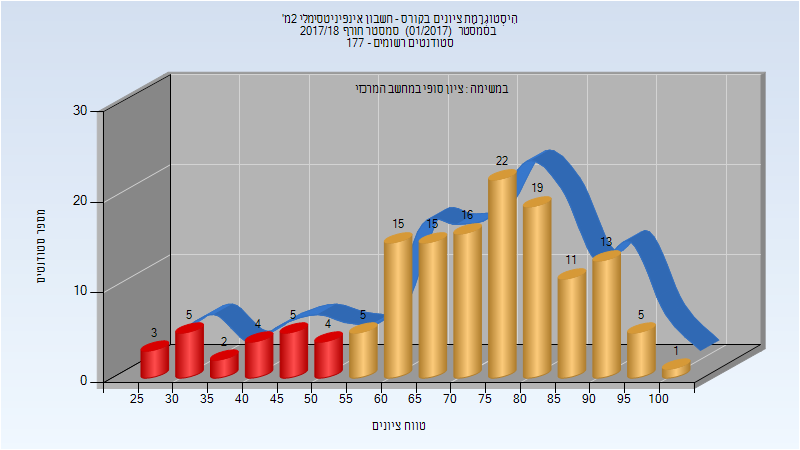 היסטוגרמת ציונים בקורס - חשבון אינפיניטסימלי 2מ'
בסמסטר (01/2017) סמסטר חורף 2017/18
סטודנטים רשומים - 177
במשימה : ציון סופי במחשב המרכזי
30
20
10
0
מספר סטודנטים
3 5 2 4 5 4 5 15 15 16 22 19 11 13 5 1
25 30 35 40 45 50 55 60 65 70 75 80 85 90 95 100
טווח ציונים